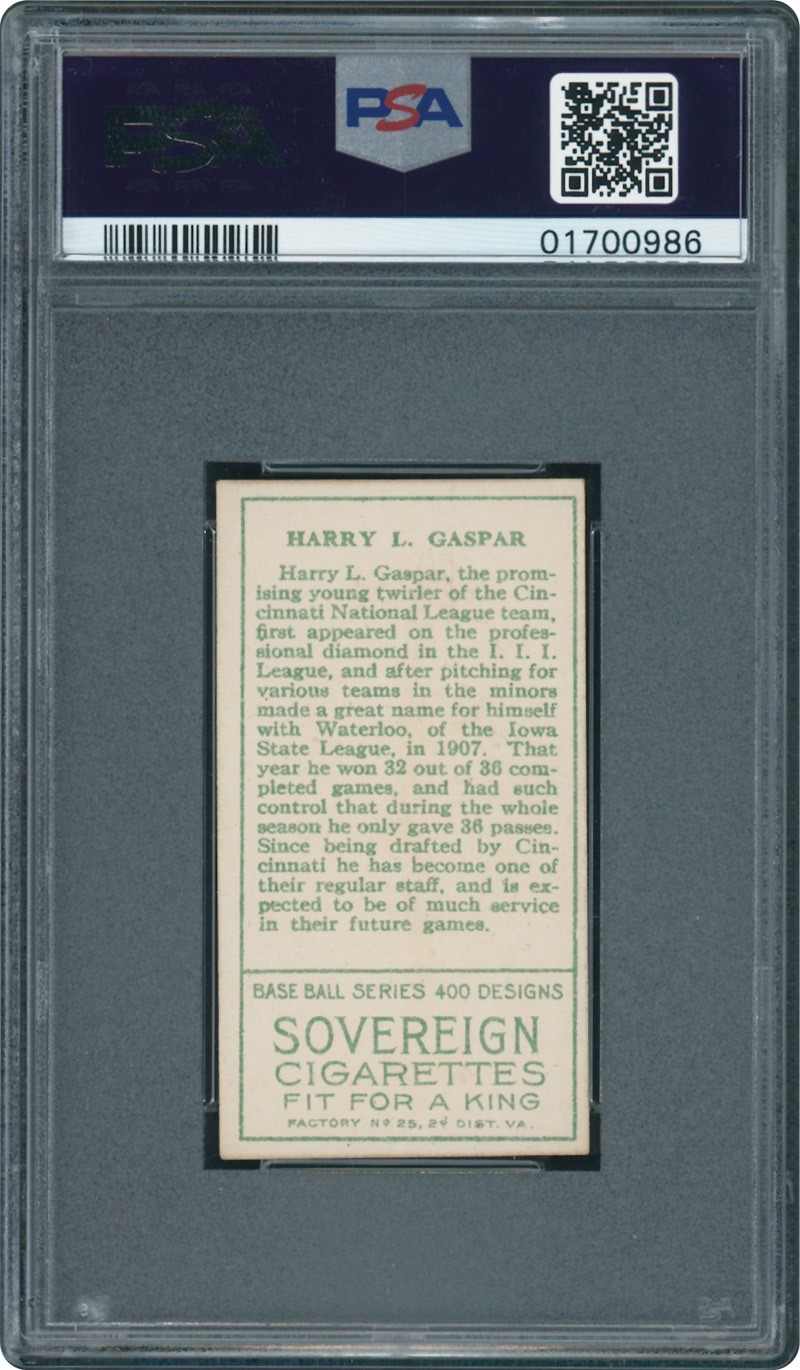 PSA
PSA
01700986
HARRY L. GASPAR
Harry L. Gaspar, the prom-
ising young twirler of the Cin-
cinnati National League team,
first appeared on the profes-
sional diamond in the I. I. I.
League, and after pitching for
various teams in the minors
made a great name for himself
with Waterloo, of the Iowa
State League, in 1907. That
year he won 32 out of 36 com-
pleted games, and had such
control that during the whole
season he only gave 36 passes.
Since being drafted by Cin-
cinnati he has become one of
their regular staff, and is ex-
pected to be of much service
in their future games.
BASE BALL SERIES 400 DESIGNS
SOVEREIGN
CIGARETTES
FIT FOR A KING
FACTORY Nº 25, 2d DIST. VA.